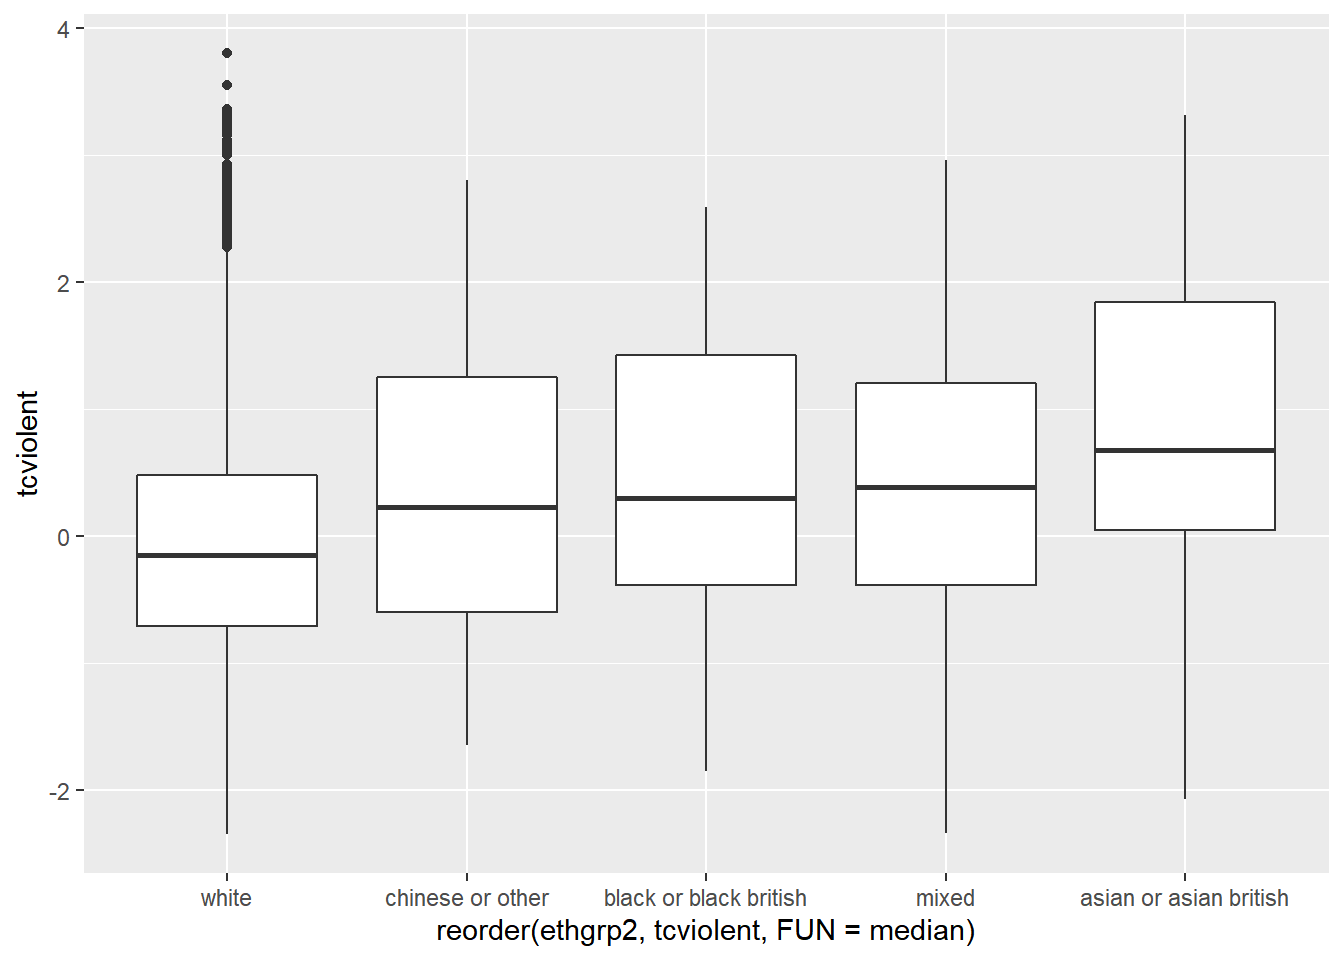 4
2
0
-2
tcviolent
white
chinese or other
black or black british
mixed
asian or asian british
reorder(ethgrp2, tcviolent, FUN = median)